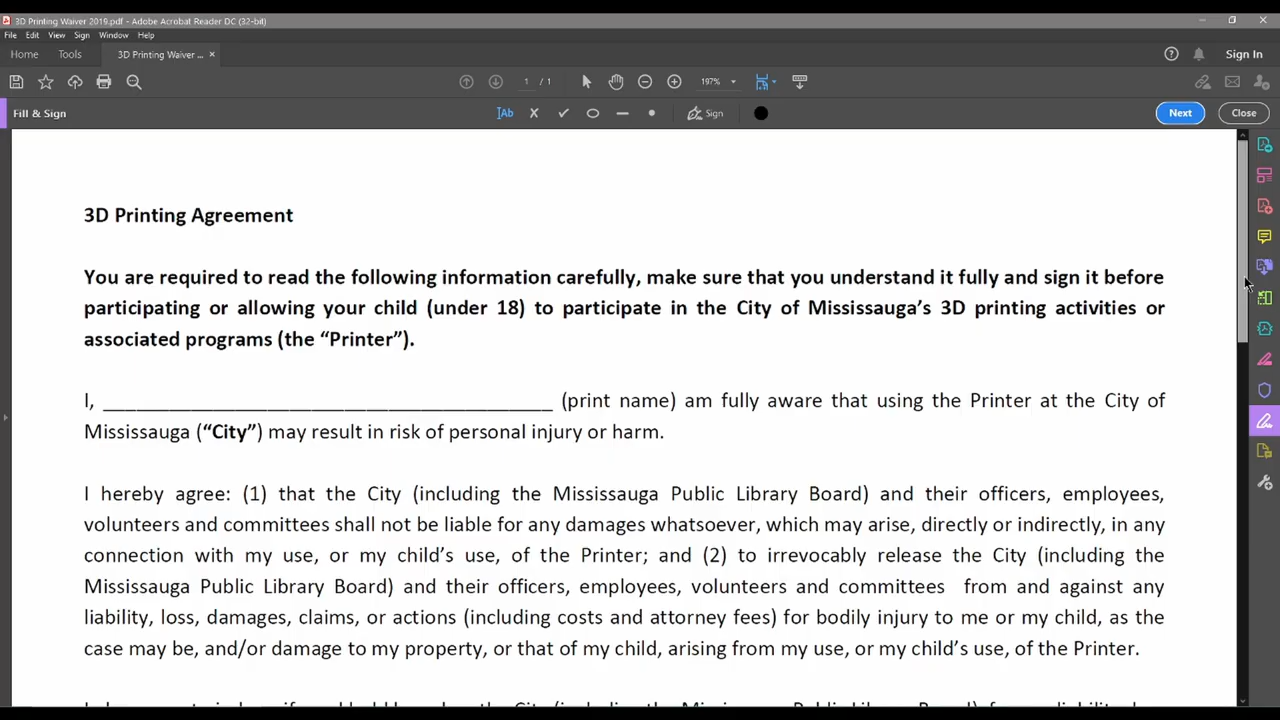 3D Printing Waiver 2019.pdf - Adobe Acrobat Reader DC (32-bit)
File Edit View Sign Window Help
Home Tools 3D Printing Waiver ... × Sign In
1 / 1 197%
Fill & Sign Ab Sign Next Close
3D Printing Agreement
You are required to read the following information carefully, make sure that you understand it fully and sign it before
participating or allowing your child (under 18) to participate in the City of Mississauga’s 3D printing activities or
associated programs (the “Printer”).
I, _________________________________________ (print name) am fully aware that using the Printer at the City of
Mississauga (“City”) may result in risk of personal injury or harm.
I hereby agree: (1) that the City (including the Mississauga Public Library Board) and their officers, employees,
volunteers and committees shall not be liable for any damages whatsoever, which may arise, directly or indirectly, in any
connection with my use, or my child’s use, of the Printer; and (2) to irrevocably release the City (including the
Mississauga Public Library Board) and their officers, employees, volunteers and committees from and against any
liability, loss, damages, claims, or actions (including costs and attorney fees) for bodily injury to me or my child, as the
case may be, and/or damage to my property, or that of my child, arising from my use, or my child’s use, of the Printer.